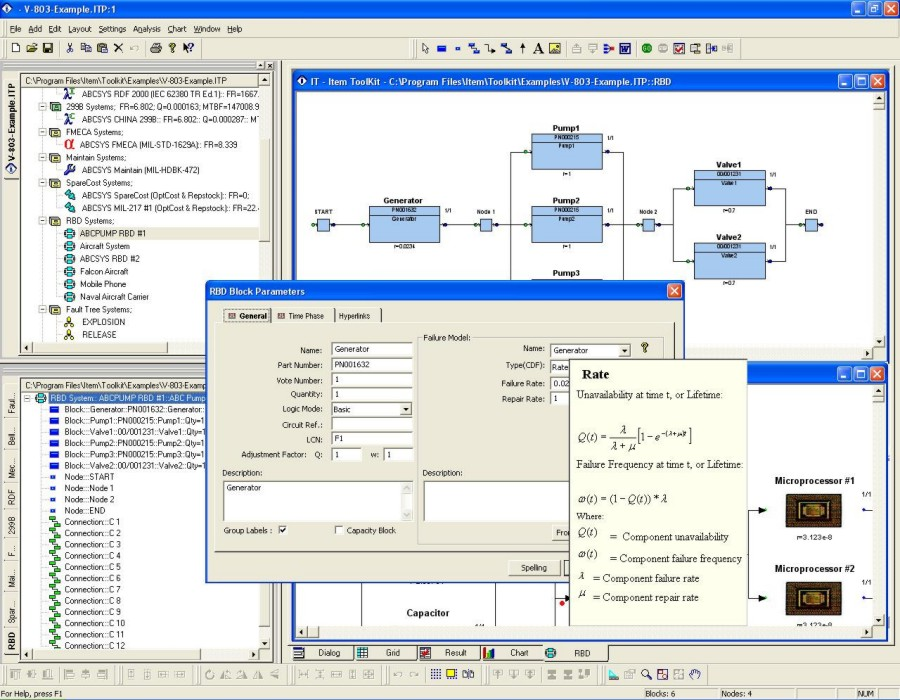 - V-803-Example.ITP:1
File Add Edit Layout Settings Analysis Chart Window Help
V-803-Example.ITP
C:\Program Files\Item\Toolkit\Examples\V-803-Example.ITP
ABCSYS RDF 2000 (IEC 62380 TR Ed.1):: FR=1667.
299B Systems; FR=6.802; Q=0.000163; MTBF=147008.9
ABCSYS CHINA 299B:: FR=6.802:: Q=0.000287::
FMECA Systems;
ABCSYS FMECA (MIL-STD-1629A):: FR=8.339
Maintain Systems;
ABCSYS Maintain (MIL-HDBK-472)
SpareCost Systems;
ABCSYS SpareCost (OptCost & Repstock):: FR=0;
ABCSYS MIL-217 #1 (OptCost & Repstock):: FR=22.
RBD Systems;
ABCPUMP RBD #1
Aircraft System
ABCSYS RBD #2
Falcon Aircraft
Mobile Phone
Naval Aircraft Carrier
Fault Tree Systems;
EXPLOSION
RELEASE
IT - Item ToolKit - C:\Program Files\Item\Toolkit\Examples\V-803-Example.ITP::RBD
START
Generator
PN001632
Generator
1/1
r=0.0234
Node 1
Pump1
PN000215
Pump1
1/1
r=1
Pump2
PN000215
Pump2
1/1
r=1
Pump3
Node 2
Valve1
00/001231
Valve1
1/1
r=0.7
Valve2
00/001231
Valve2
1/1
r=0.7
END
C:\Program Files\Item\Toolkit\Examples\V-803-Examp
RBD System:: ABCPUMP RBD #1::ABC Pump
Block:::Generator::PN001632::Generator::
Block:::Pump1::PN000215::Pump1::Qty=1
Block:::Valve1::00/001231::Valve1::Qty=1
Block:::Pump2::PN000215::Pump2::Qty=1
Block:::Pump3::PN000215::Pump3::Qty=1
Block:::Valve2::00/001231::Valve2::Qty=1
Node:::START
Node:::Node 1
Node:::Node 2
Node:::END
Connection:::C 1
Connection:::C 2
Connection:::C 3
Connection:::C 4
Connection:::C 5
Connection:::C 6
Connection:::C 7
Connection:::C 8
Connection:::C 9
Connection:::C 10
Connection:::C 11
Connection:::C 12
Faul.
Bell.
Mec.
RDF
299B
F...
Mai..
Spar.
RBD
RBD Block Parameters
General Time Phase Hyperlinks
Name: Generator
Part Number: PN001632
Vote Number: 1
Quantity: 1
Logic Mode: Basic
Circuit Ref.:
LCN: F1
Adjustment Factor: Q: 1 w: 1
Description:
Generator
Group Labels : Capacity Block
Failure Model:
Name: Generator
Type(CDF): Rate
Failure Rate: 0.02
Repair Rate: 1
Description:
Fro
Spelling
Rate
Unavailability at time t, or Lifetime:
Q(t) = λ / λ + μ [1 - e^-(λ+μ)t]
Failure Frequency at time t, or Lifetime:
ω(t) = (1 - Q(t)) * λ
Where:
Q(t) = Component unavailability
ω(t) = Component failure frequency
λ = Component failure rate
μ = Component repair rate
Microprocessor #1
1/1
r=3.123e-8
Microprocessor #2
1/1
r=3.123e-8
Capacitor
Dialog Grid Result Chart RBD
For Help, press F1
Blocks: 6
Nodes: 4
NUM